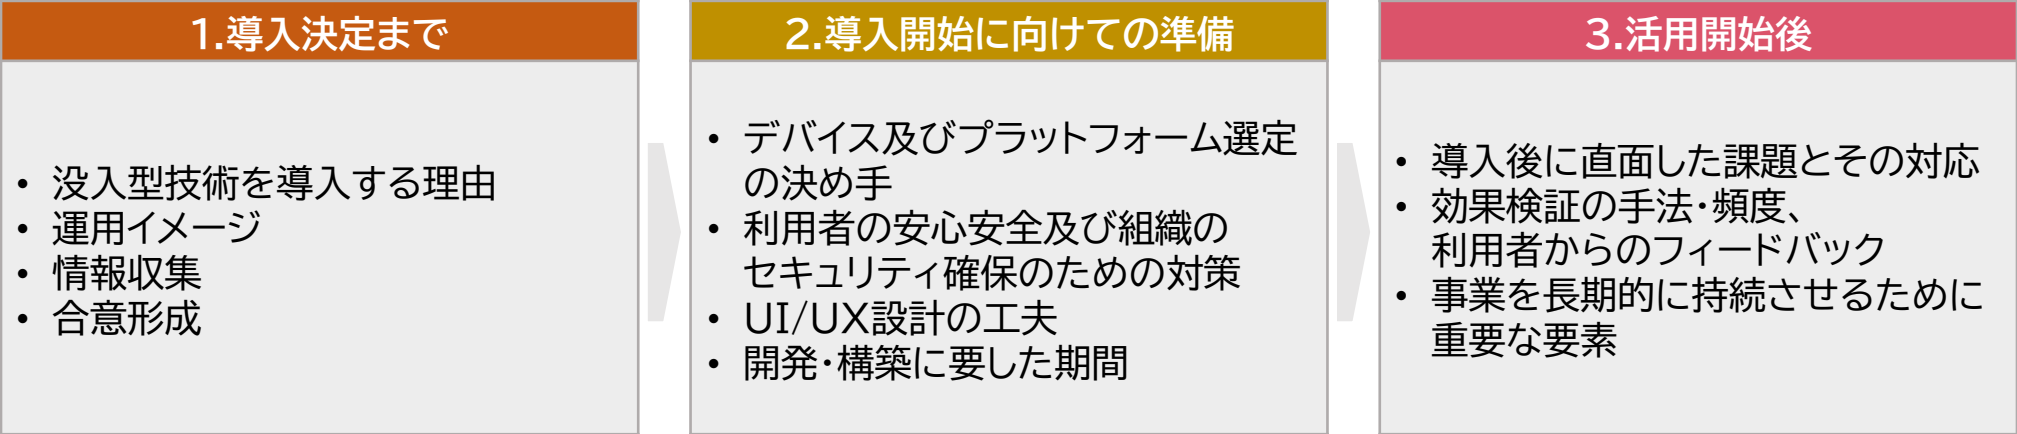 1.導入決定まで
• 没入型技術を導入する理由
• 運用イメージ
• 情報収集
• 合意形成
2.導入開始に向けての準備
• デバイス及びプラットフォーム選定
の決め手
• 利用者の安心安全及び組織の
セキュリティ確保のための対策
• UI/UX設計の工夫
• 開発・構築に要した期間
3.活用開始後
• 導入後に直面した課題とその対応
• 効果検証の手法・頻度、
利用者からのフィードバック
• 事業を長期的に持続させるために
重要な要素